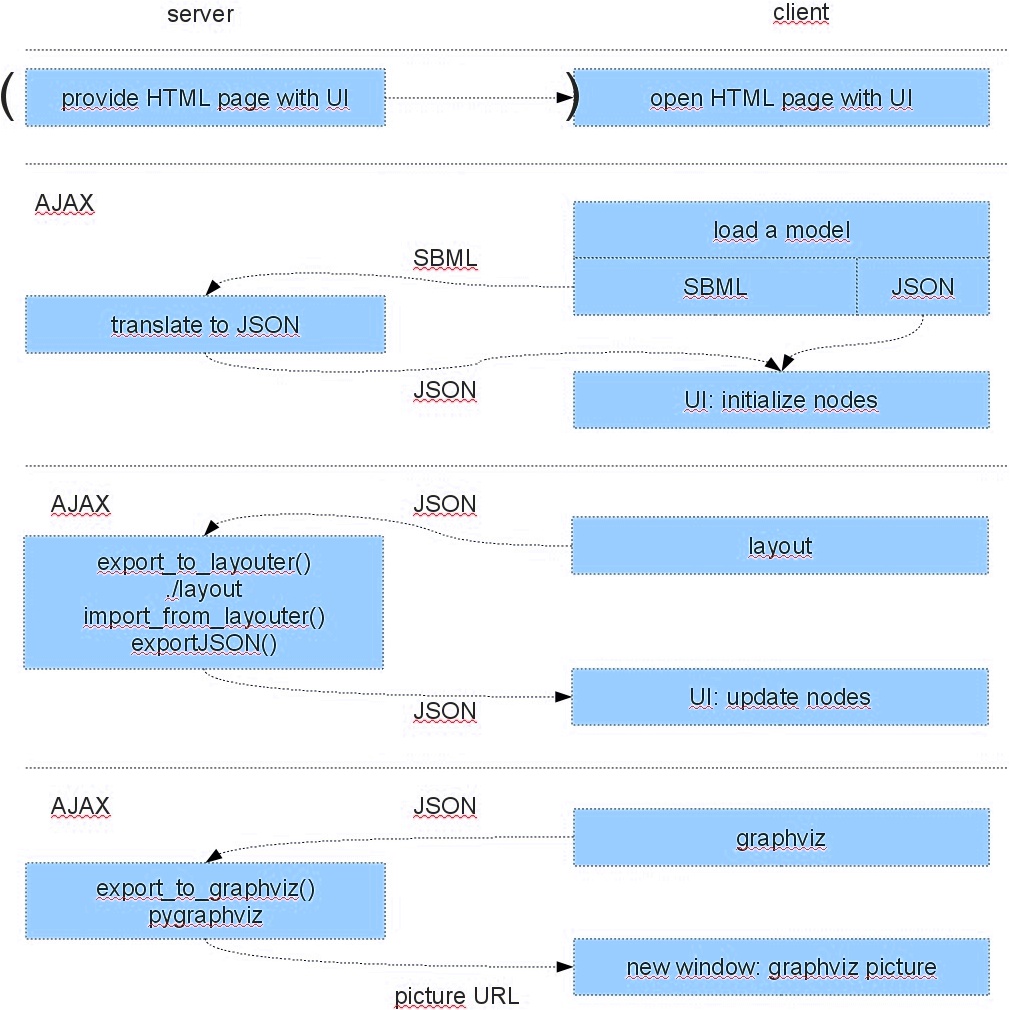 server
client
( provide HTML page with UI )
open HTML page with UI
AJAX
load a model
SBML
SBML
JSON
translate to JSON
JSON
UI: initialize nodes
AJAX
JSON
layout
export_to_layouter()
./layout
import_from_layouter()
exportJSON()
JSON
UI: update nodes
AJAX
JSON
graphviz
export_to_graphviz()
pygraphviz
new window: graphviz picture
picture URL